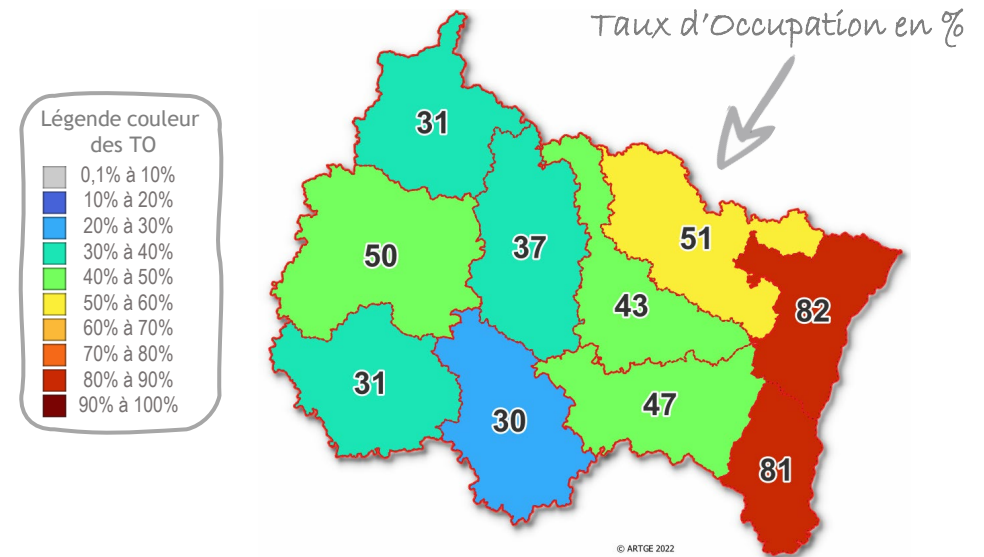 Taux d'Occupation en %
Légende couleur
des TO
0,1% à 10%
10% à 20%
20% à 30%
30% à 40%
40% à 50%
50% à 60%
60% à 70%
70% à 80%
80% à 90%
90% à 100%
31
50
37
51
43
82
31
30
47
81
© ARTGE 2022